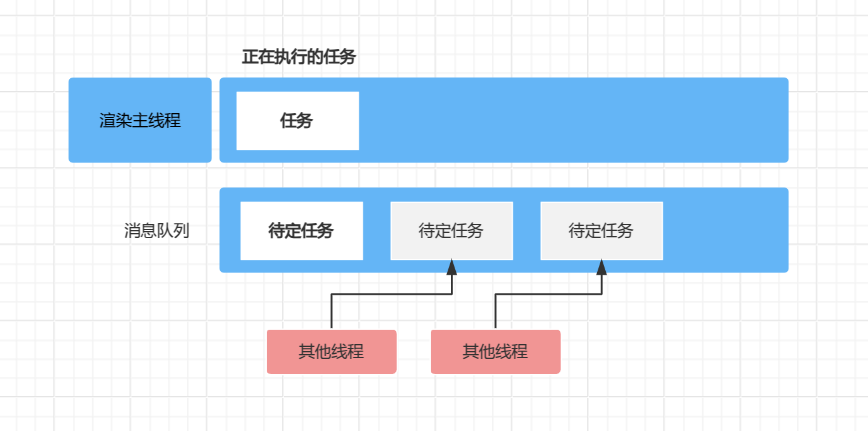 正在执行的任务
渲染主线程
任务
消息队列
待定任务
待定任务
待定任务
其他线程
其他线程